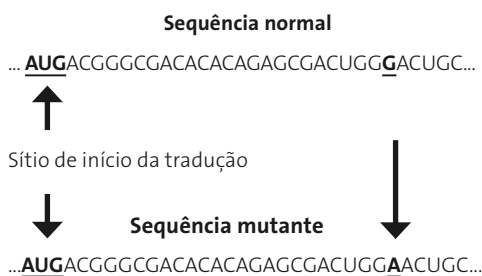 Sequência normal
... AUGACGGGCGACACACAGAGCGACUGGGACUGC...
Sítio de início da tradução
Sequência mutante
...AUGACGGGCGACACACAGAGCGACUGGAACUGC...